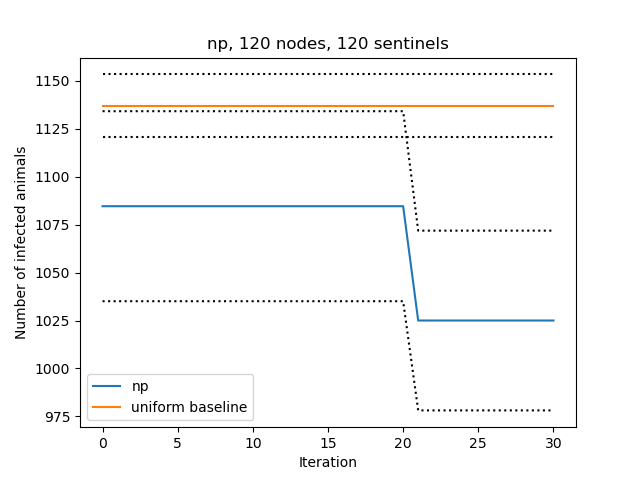 np, 120 nodes, 120 sentinels
Number of infected animals
1150
1125
1100
1075
1050
1025
1000
975
np
uniform baseline
0 5 10 15 20 25 30
Iteration